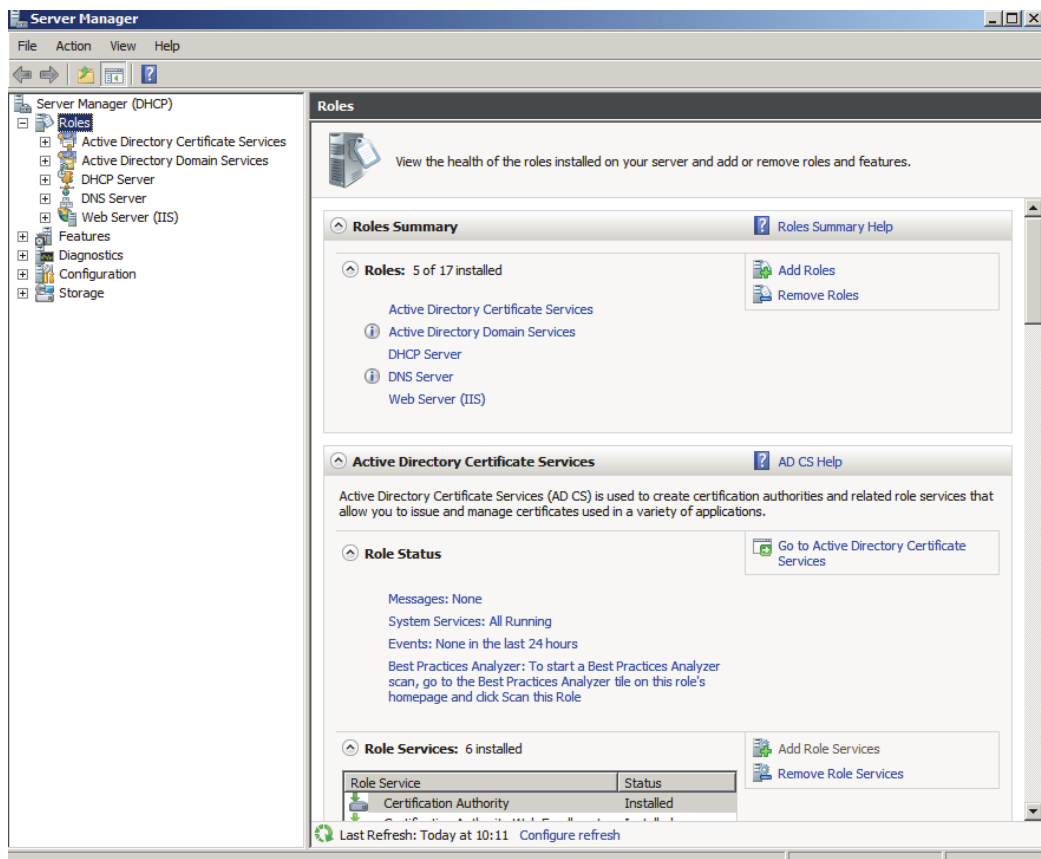 Server Manager
File Action View Help
Server Manager (DHCP)
Roles
Active Directory Certificate Services
Active Directory Domain Services
DHCP Server
DNS Server
Web Server (IIS)
Features
Diagnostics
Configuration
Storage
Roles
View the health of the roles installed on your server and add or remove roles and features.
Roles Summary
Roles Summary Help
Roles: 5 of 17 installed
Add Roles
Remove Roles
Active Directory Certificate Services
Active Directory Domain Services
DHCP Server
DNS Server
Web Server (IIS)
Active Directory Certificate Services
AD CS Help
Active Directory Certificate Services (AD CS) is used to create certification authorities and related role services that
allow you to issue and manage certificates used in a variety of applications.
Role Status
Go to Active Directory Certificate
Services
Messages: None
System Services: All Running
Events: None in the last 24 hours
Best Practices Analyzer: To start a Best Practices Analyzer
scan, go to the Best Practices Analyzer tile on this role's
homepage and click Scan this Role
Role Services: 6 installed
Add Role Services
Remove Role Services
Role Service Status
Certification Authority Installed
Last Refresh: Today at 10:11 Configure refresh